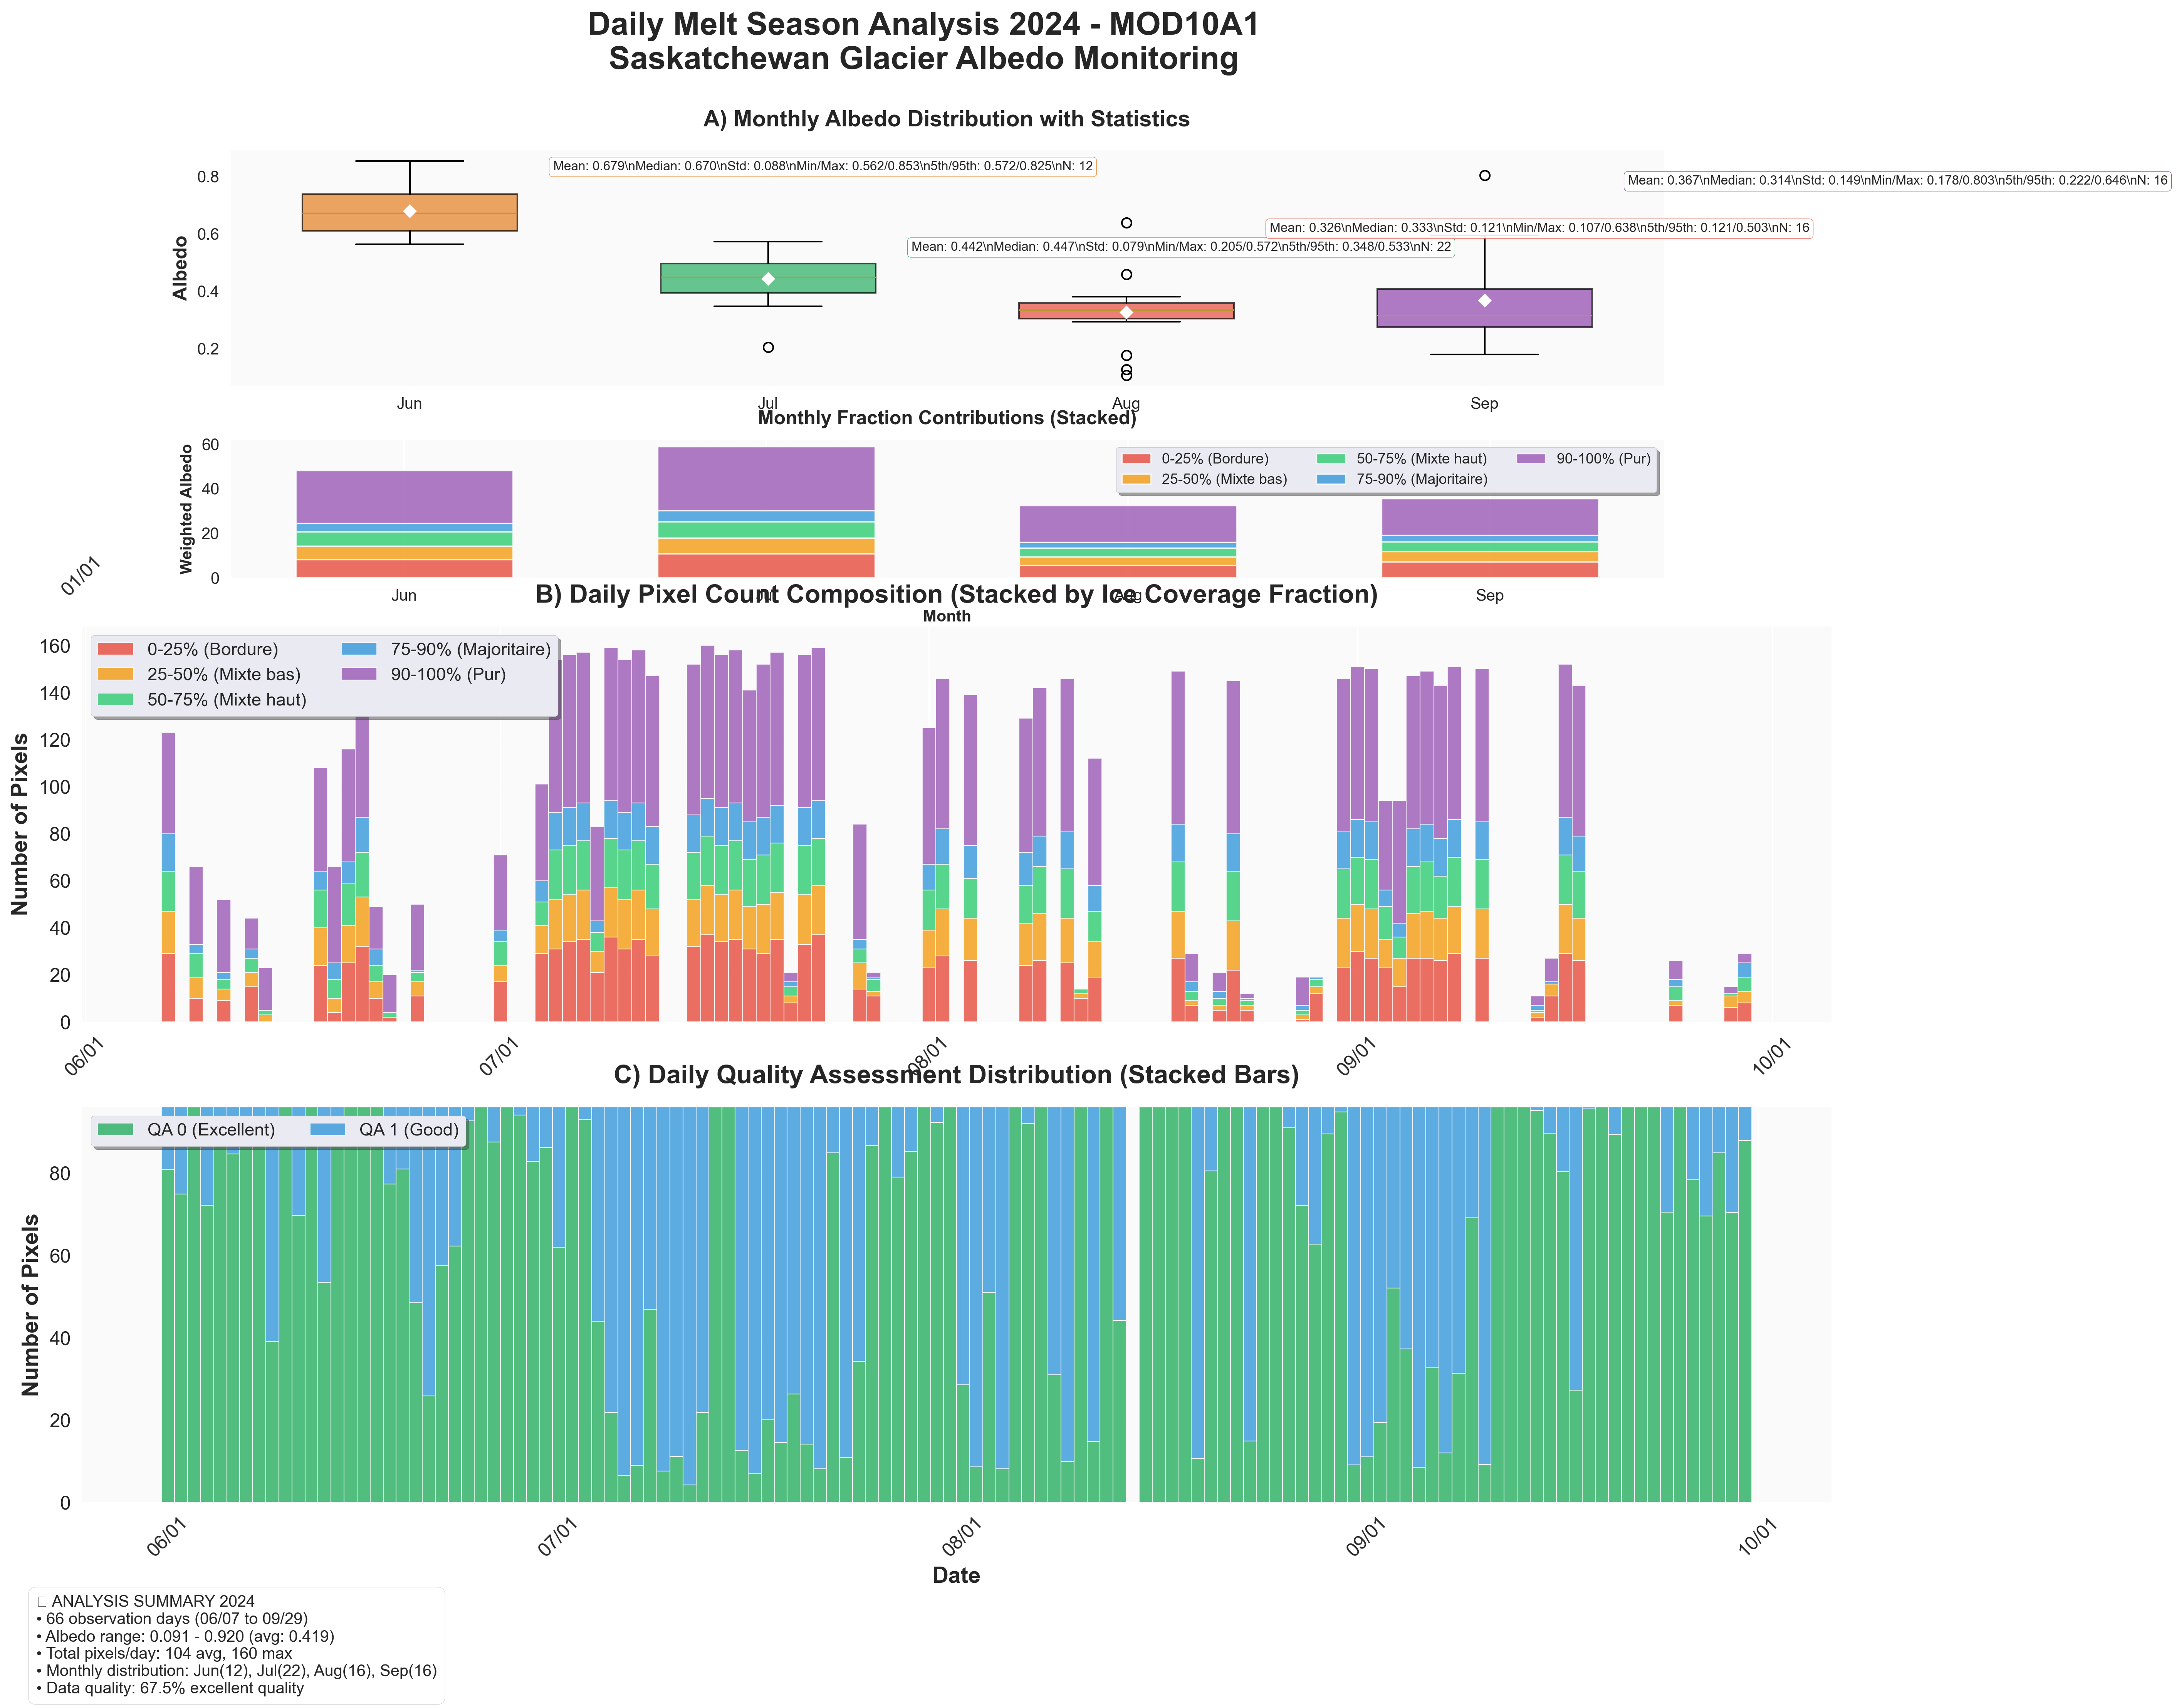 Daily Melt Season Analysis 2024 - MOD10A1
Saskatchewan Glacier Albedo Monitoring
A) Monthly Albedo Distribution with Statistics
Albedo
0.8
0.6
0.4
0.2
Mean: 0.679\nMedian: 0.670\nStd: 0.088\nMin/Max: 0.562/0.853\n5th/95th: 0.572/0.825\nN: 12
Mean: 0.367\nMedian: 0.314\nStd: 0.149\nMin/Max: 0.178/0.803\n5th/95th: 0.222/0.646\nN: 16
Mean: 0.326\nMedian: 0.333\nStd: 0.121\nMin/Max: 0.107/0.638\n5th/95th: 0.121/0.503\nN: 16
Mean: 0.442\nMedian: 0.447\nStd: 0.079\nMin/Max: 0.205/0.572\n5th/95th: 0.348/0.533\nN: 22
Jun Jul Aug Sep
Monthly Fraction Contributions (Stacked)
Weighted Albedo
60
40
20
0
0-25% (Bordure) 50-75% (Mixte haut) 90-100% (Pur)
25-50% (Mixte bas) 75-90% (Majoritaire)
01/01
Jun Jul Aug Sep
Month
B) Daily Pixel Count Composition (Stacked by Ice Coverage Fraction)
Number of Pixels
160
140
120
100
80
60
40
20
0
0-25% (Bordure) 75-90% (Majoritaire)
25-50% (Mixte bas) 90-100% (Pur)
50-75% (Mixte haut)
06/01 07/01 08/01 09/01 10/01
C) Daily Quality Assessment Distribution (Stacked Bars)
Number of Pixels
QA 0 (Excellent) QA 1 (Good)
80
60
40
20
0
06/01 07/01 08/01 09/01 10/01
Date
ANALYSIS SUMMARY 2024
• 66 observation days (06/07 to 09/29)
• Albedo range: 0.091 - 0.920 (avg: 0.419)
• Total pixels/day: 104 avg, 160 max
• Monthly distribution: Jun(12), Jul(22), Aug(16), Sep(16)
• Data quality: 67.5% excellent quality